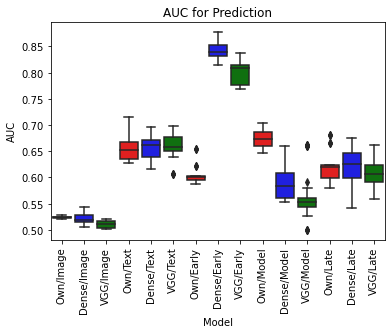 AUC for Prediction
AUC
0.85
0.80
0.75
0.70
0.65
0.60
0.55
0.50
Own/Image
Dense/Image
VGG/Image
Own/Text
Dense/Text
VGG/Text
Own/Early
Dense/Early
VGG/Early
Own/Model
Dense/Model
VGG/Model
Own/Late
Dense/Late
VGG/Late
Model